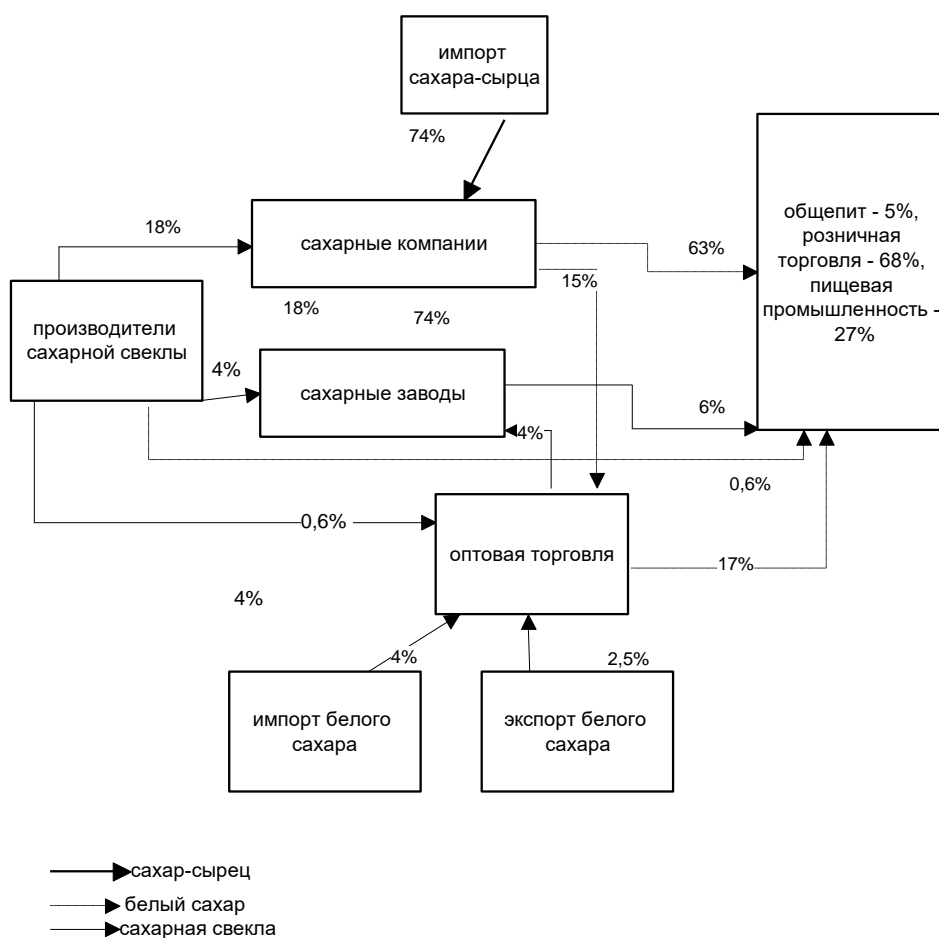 импорт
сахара-сырца
74%
18%
сахарные компании
63%
15%
общепит - 5%,
розничная
торговля - 68%,
пищевая
промышленность -
27%
18%
74%
производители
сахарной свеклы
4%
сахарные заводы
6%
4%
0,6%
0,6%
оптовая торговля
17%
4%
4%
2,5%
импорт белого
сахара
экспорт белого
сахара
сахар-сырец
белый сахар
сахарная свекла